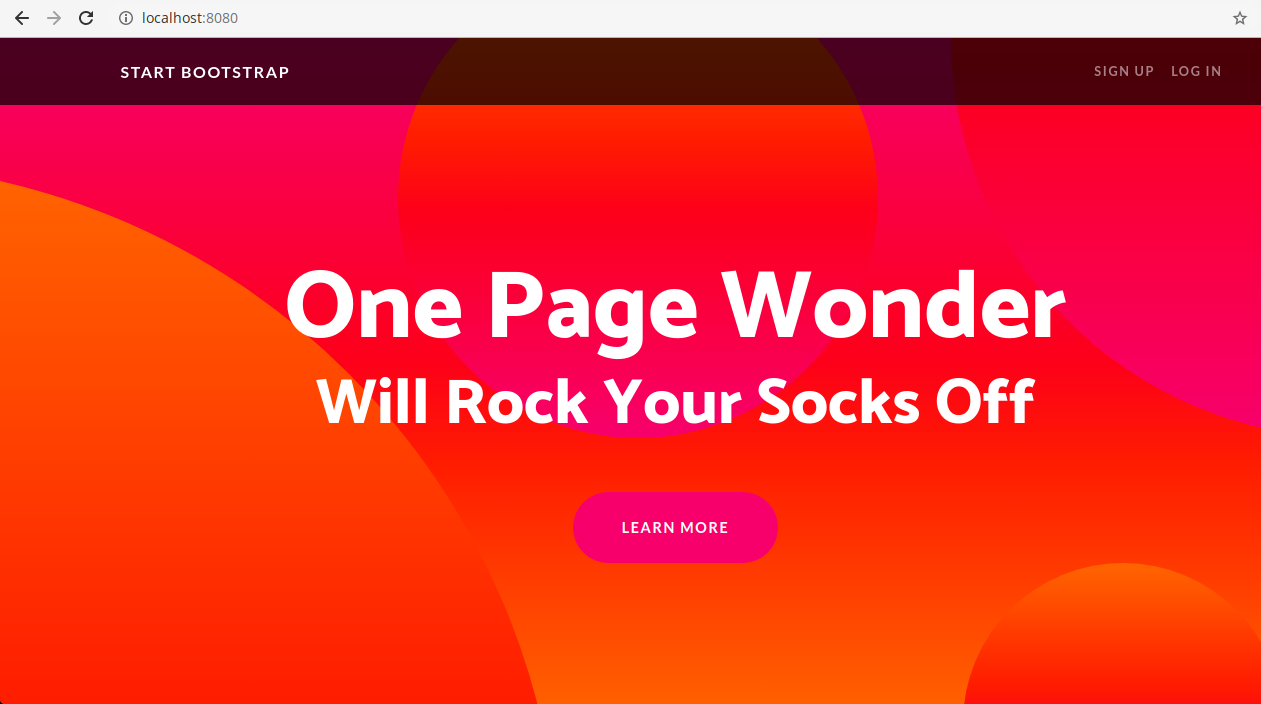 localhost:8080
START BOOTSTRAP
SIGN UP LOG IN
One Page Wonder
Will Rock Your Socks Off
LEARN MORE